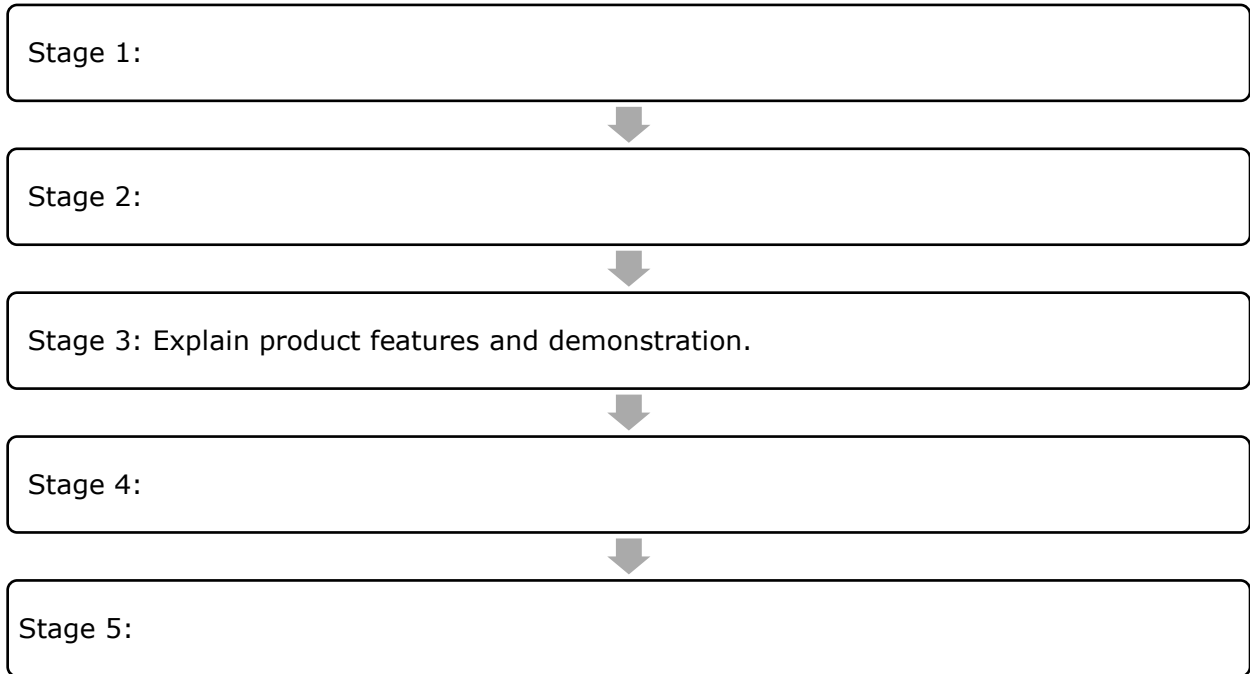 Stage 1:
Stage 2:
Stage 3: Explain product features and demonstration.
Stage 4:
Stage 5: